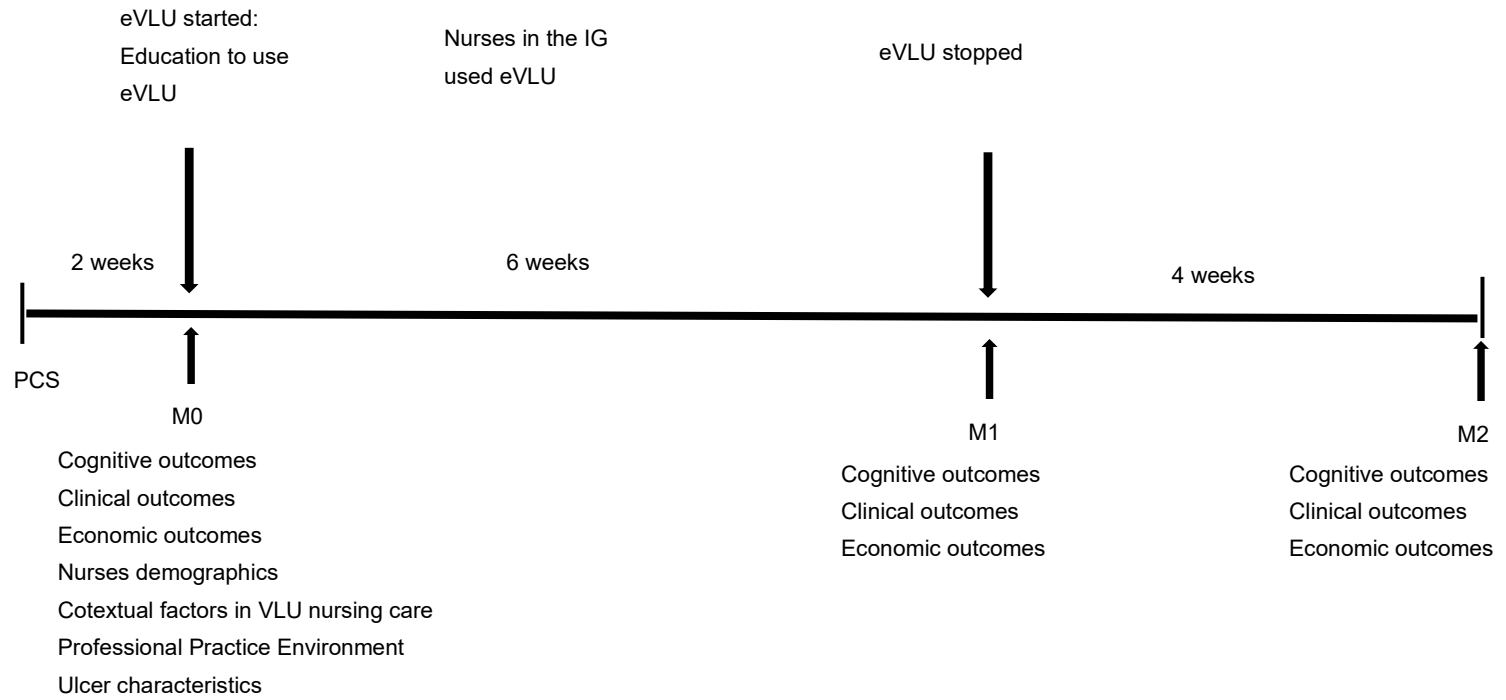 eVLU started:
Education to use
eVLU
Nurses in the IG
used eVLU
eVLU stopped
2 weeks
6 weeks
4 weeks
PCS
M0
Cognitive outcomes
Clinical outcomes
Economic outcomes
Nurses demographics
Cotextual factors in VLU nursing care
Professional Practice Environment
Ulcer characteristics
M1
Cognitive outcomes
Clinical outcomes
Economic outcomes
M2
Cognitive outcomes
Clinical outcomes
Economic outcomes